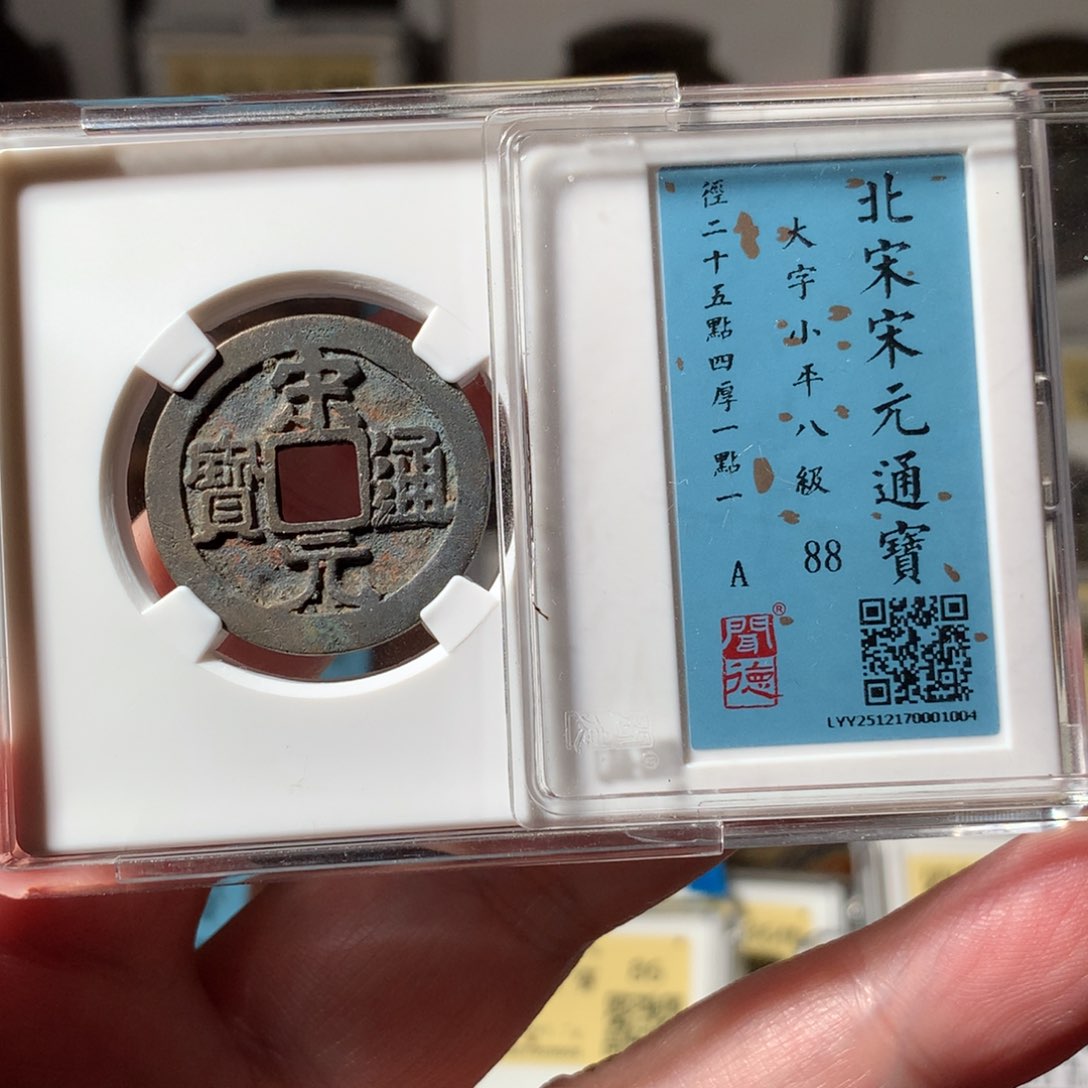 宋元通寶
北宋宋元通寶
大字小平八級
88
徑二十五點四厚一點一
A
聞德
®
LYY2512170001004
86